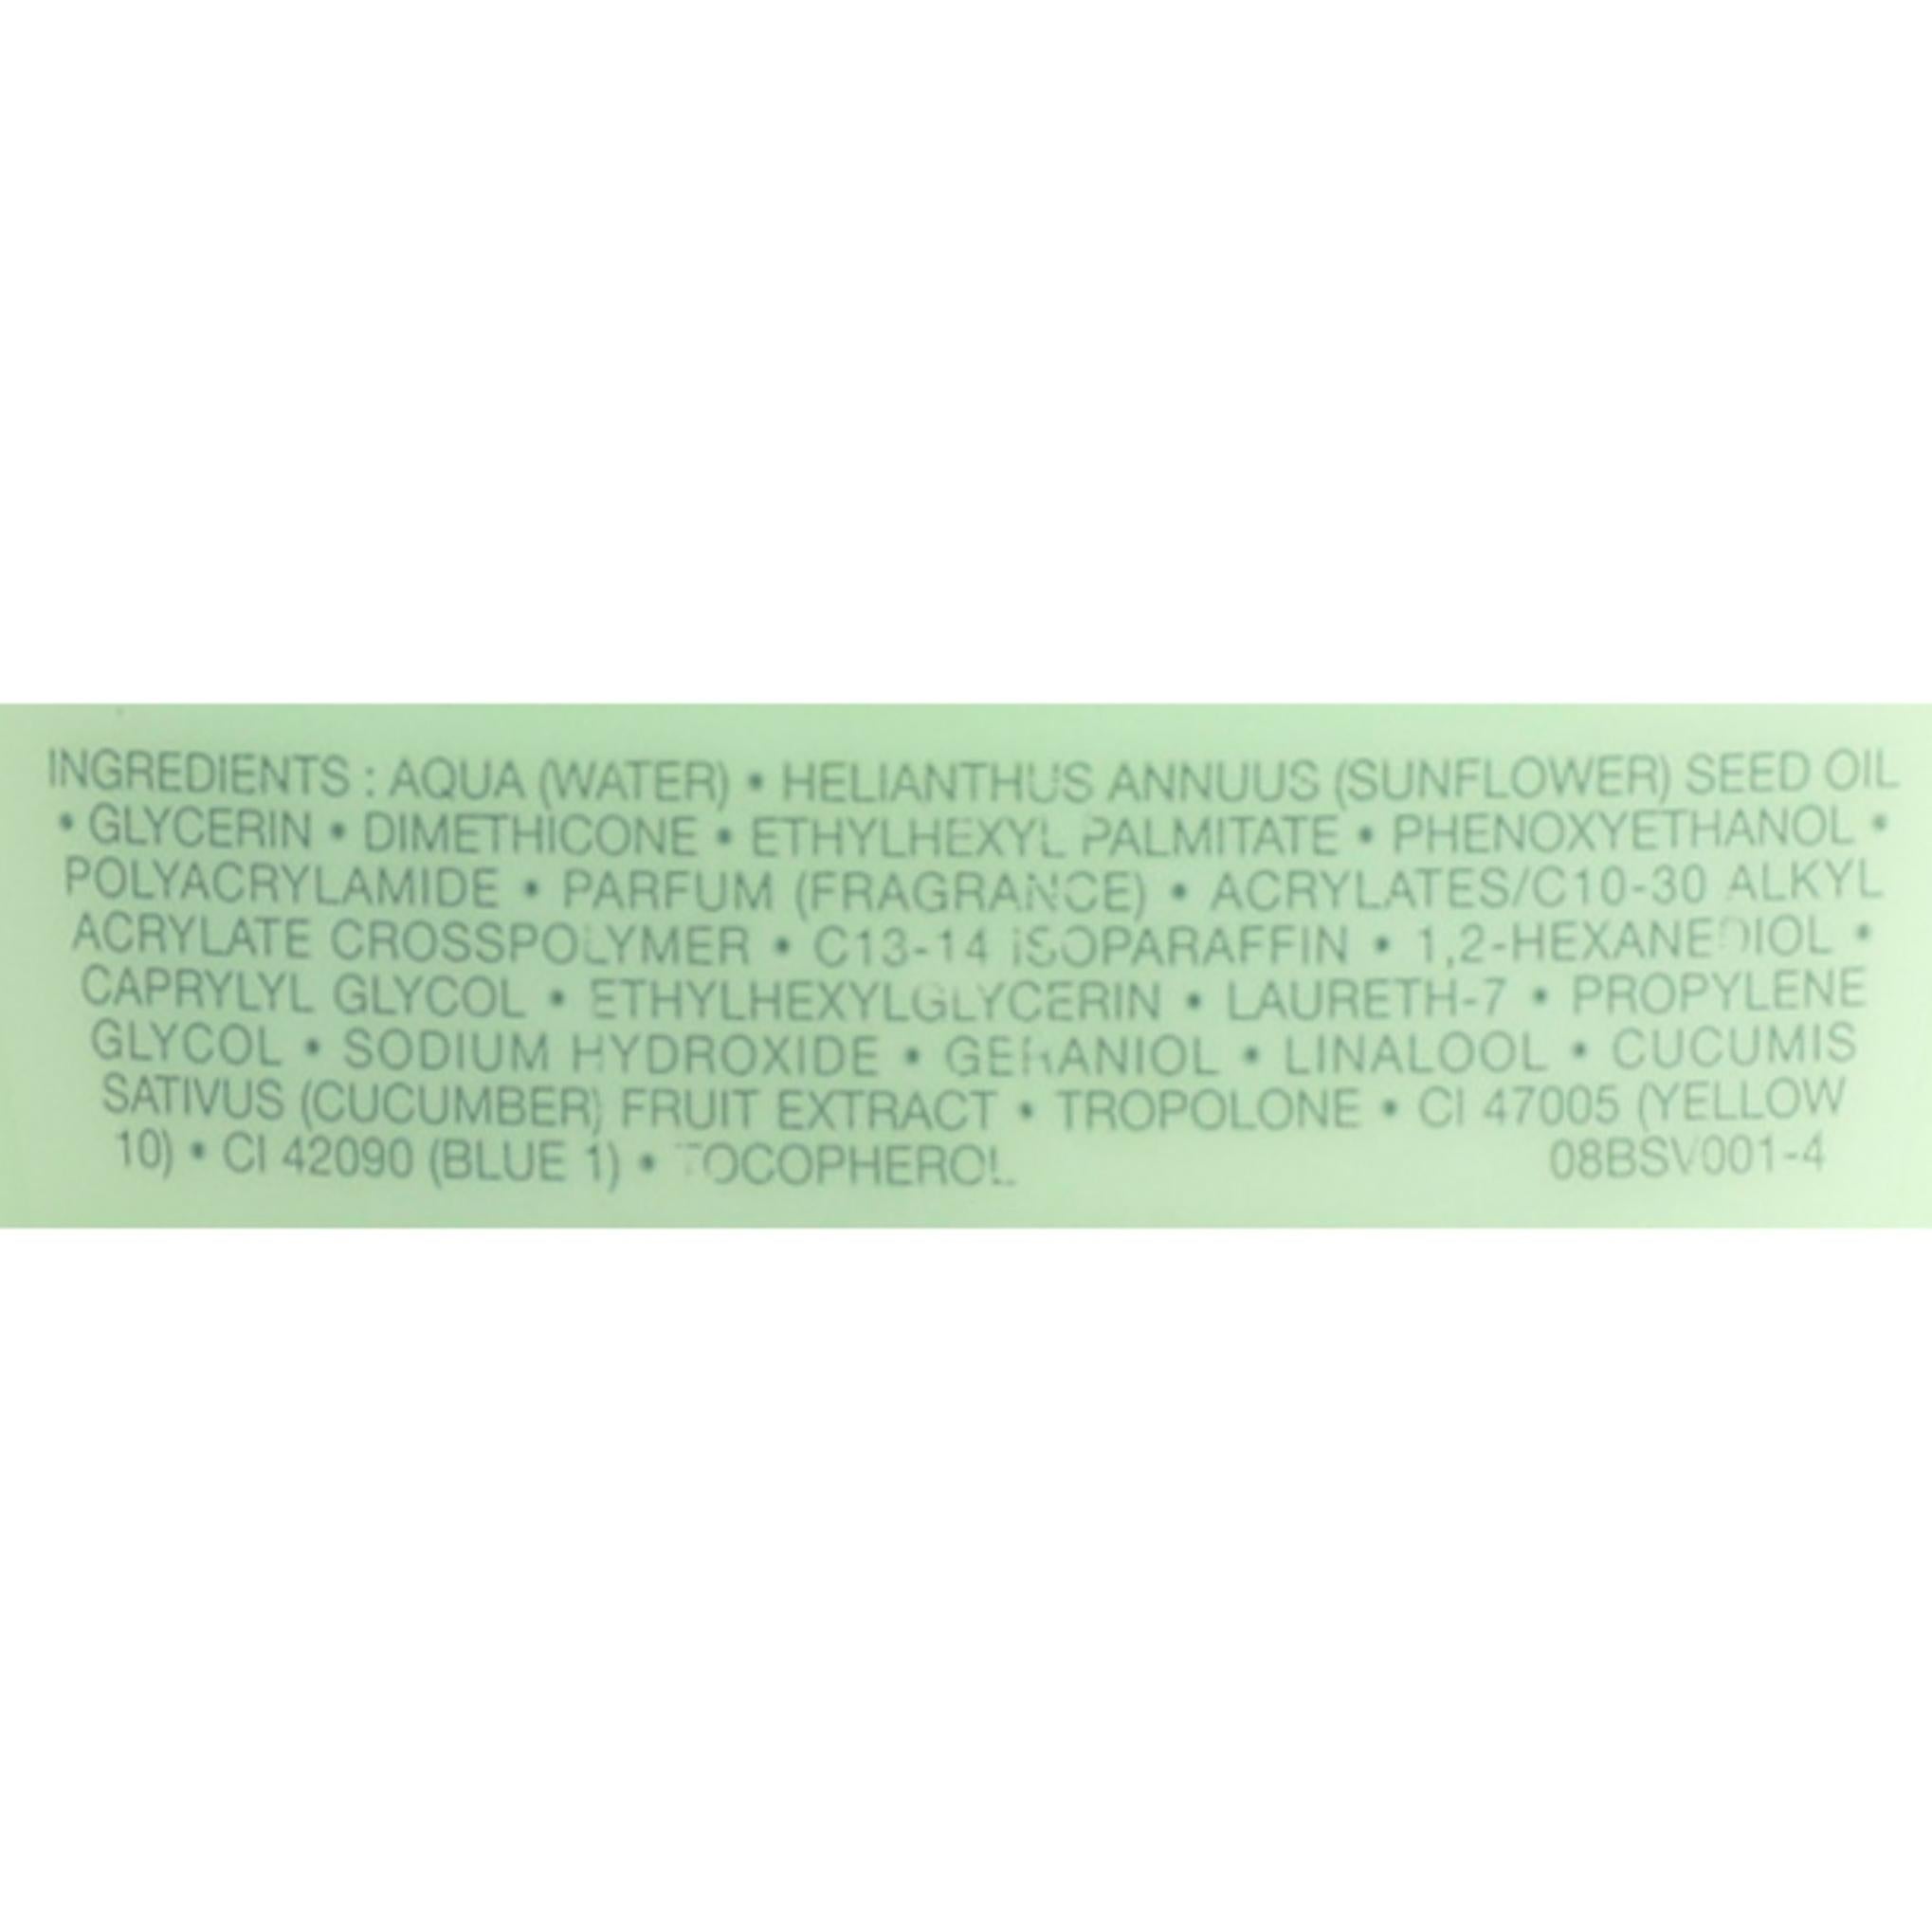 INGREDIENTS : AQUA (WATER) • HELIANTHUS ANNUUS (SUNFLOWER) SEED OIL
• GLYCERIN • DIMETHICONE • ETHYLHEXYL PALMITATE • PHENOXYETHANOL •
POLYACRYLAMIDE • PARFUM (FRAGRANCE) • ACRYLATES/C10-30 ALKYL
ACRYLATE CROSSPOLYMER • C13-14 ISOPARAFFIN • 1,2-HEXANEDIOL •
CAPRYLYL GLYCOL • ETHYLHEXYLGLYCERIN • LAURETH-7 • PROPYLENE
GLYCOL • SODIUM HYDROXIDE • GERANIOL • LINALOOL • CUCUMIS
SATIVUS (CUCUMBER) FRUIT EXTRACT • TROPOLONE • CI 47005 (YELLOW
10) • CI 42090 (BLUE 1) • TOCOPHEROL. 08BSV001-4